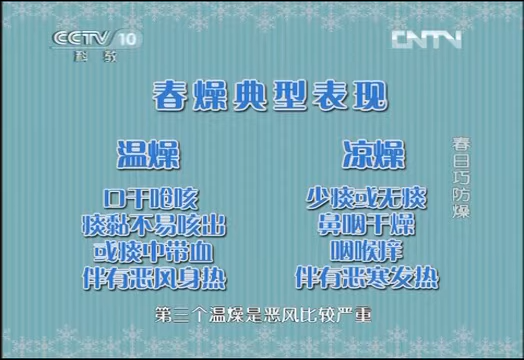 CCTV 10
科教
CNTV
春燥典型表现
温燥
口干呛咳
痰黏不易咳出
或痰中带血
伴有恶风身热
凉燥
少痰或无痰
鼻咽干燥
咽喉痒
伴有恶寒发热
春日巧防燥
第三个温燥是恶风比较严重